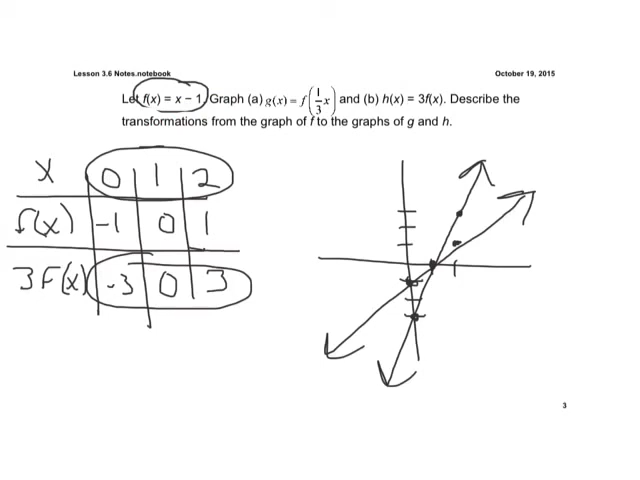 Lesson 3.6 Notes.notebook
October 19, 2015
Let f(x) = x − 1. Graph (a) g(x) = f(1/3 x) and (b) h(x) = 3f(x). Describe the
transformations from the graph of f to the graphs of g and h.
x 0 1 2
f(x) -1 0 1
3F(x) -3 0 3
3